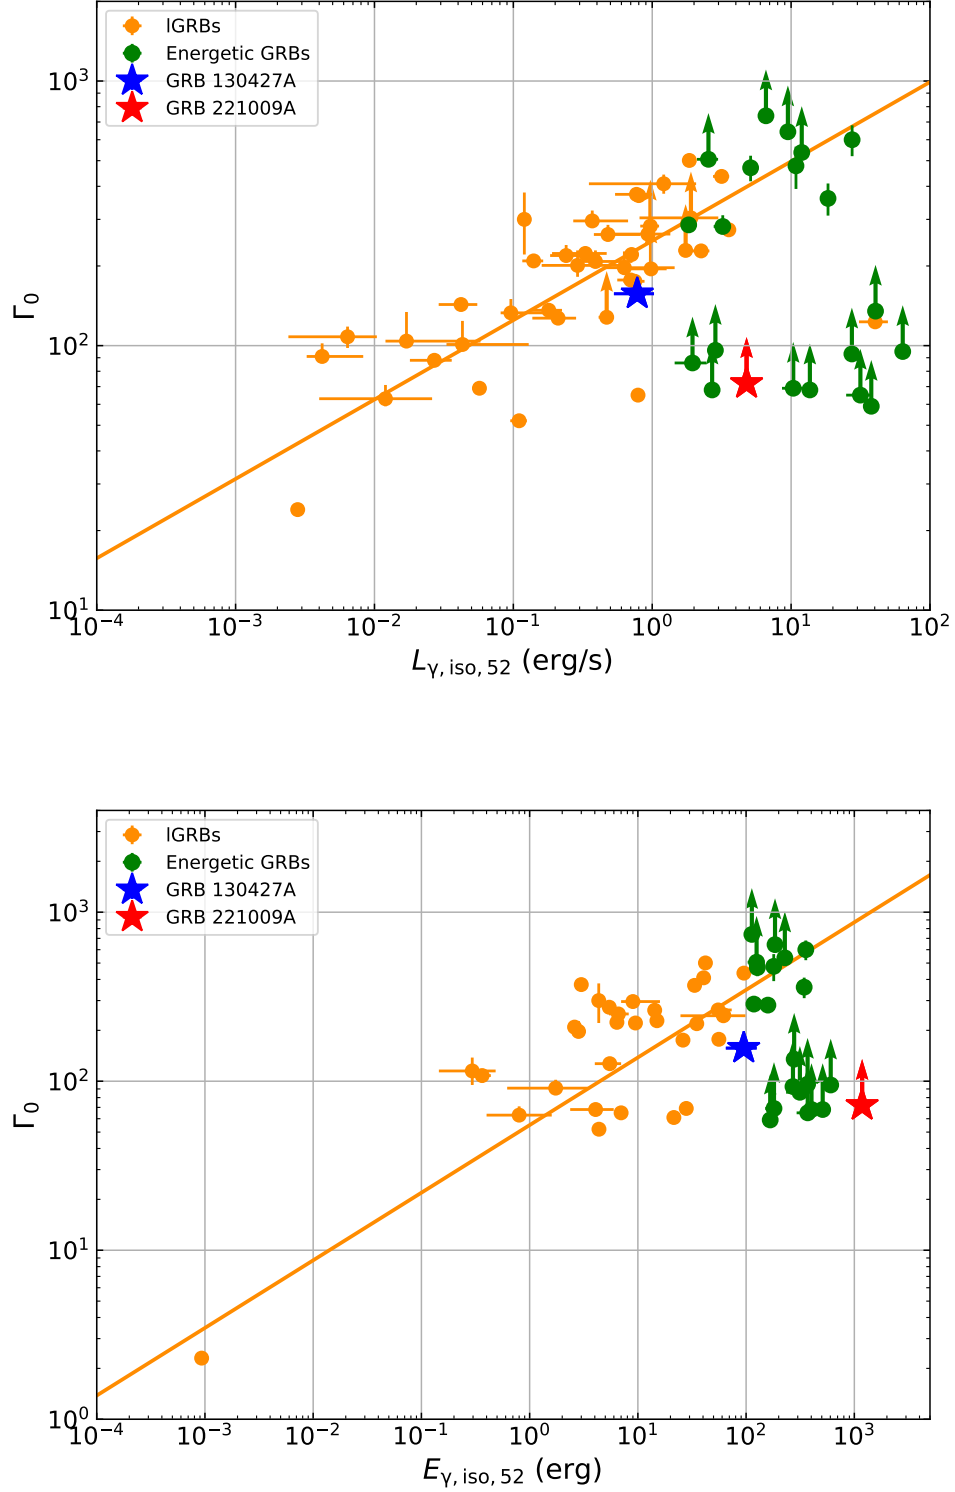 lGRBs
Energetic GRBs
GRB 130427A
GRB 221009A
10³
10²
10¹
Γ₀
10⁻⁴ 10⁻³ 10⁻² 10⁻¹ 10⁰ 10¹ 10²
Lγ, iso, 52 (erg/s)
lGRBs
Energetic GRBs
GRB 130427A
GRB 221009A
10³
10²
10¹
10⁰
Γ₀
10⁻⁴ 10⁻³ 10⁻² 10⁻¹ 10⁰ 10¹ 10² 10³
Eγ, iso, 52 (erg)